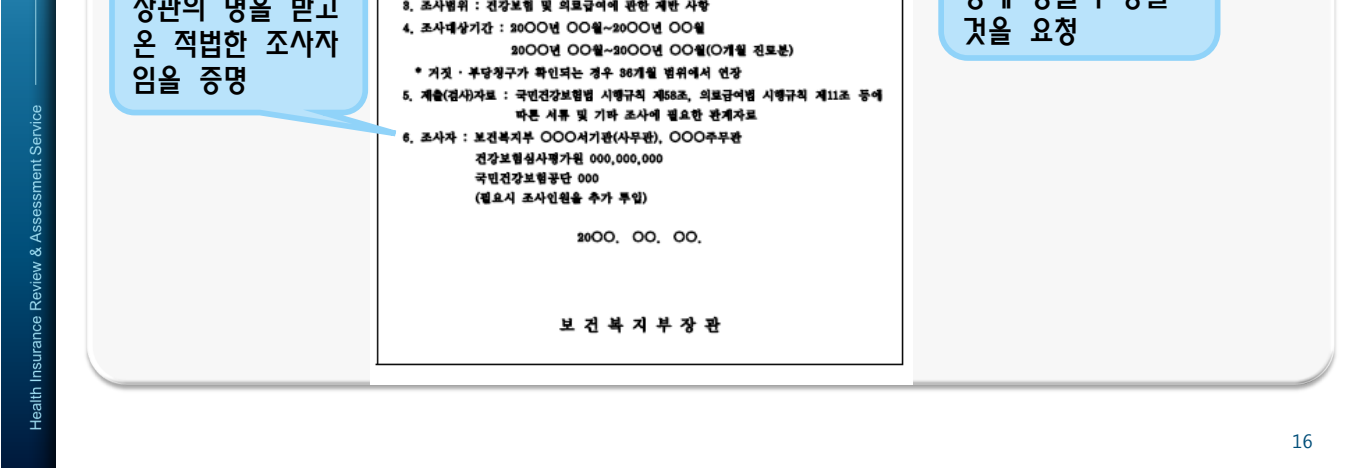 상관의 명을 받고
온 적법한 조사자
임을 증명
3. 조사범위 : 건강보험 및 의료급여에 관한 제반 사항
4. 조사대상기간 : 20○○년 ○○월~20○○년 ○○월
20○○년 ○○월~20○○년 ○○월(○개월 진료분)
* 거짓 · 부당청구가 확인되는 경우 36개월 범위에서 연장
5. 제출(검사)자료 : 국민건강보험법 시행규칙 제58조, 의료급여법 시행규칙 제11조 등에
따른 서류 및 기타 조사에 필요한 관계자료
6. 조사자 : 보건복지부 ○○○서기관(사무관), ○○○주무관
건강보험심사평가원 000,000,000
국민건강보험공단 000
(필요시 조사인원을 추가 투입)
20○○. ○○. ○○.
보 건 복 지 부 장 관
것을 요청
Health Insurance Review & Assessment Service
16